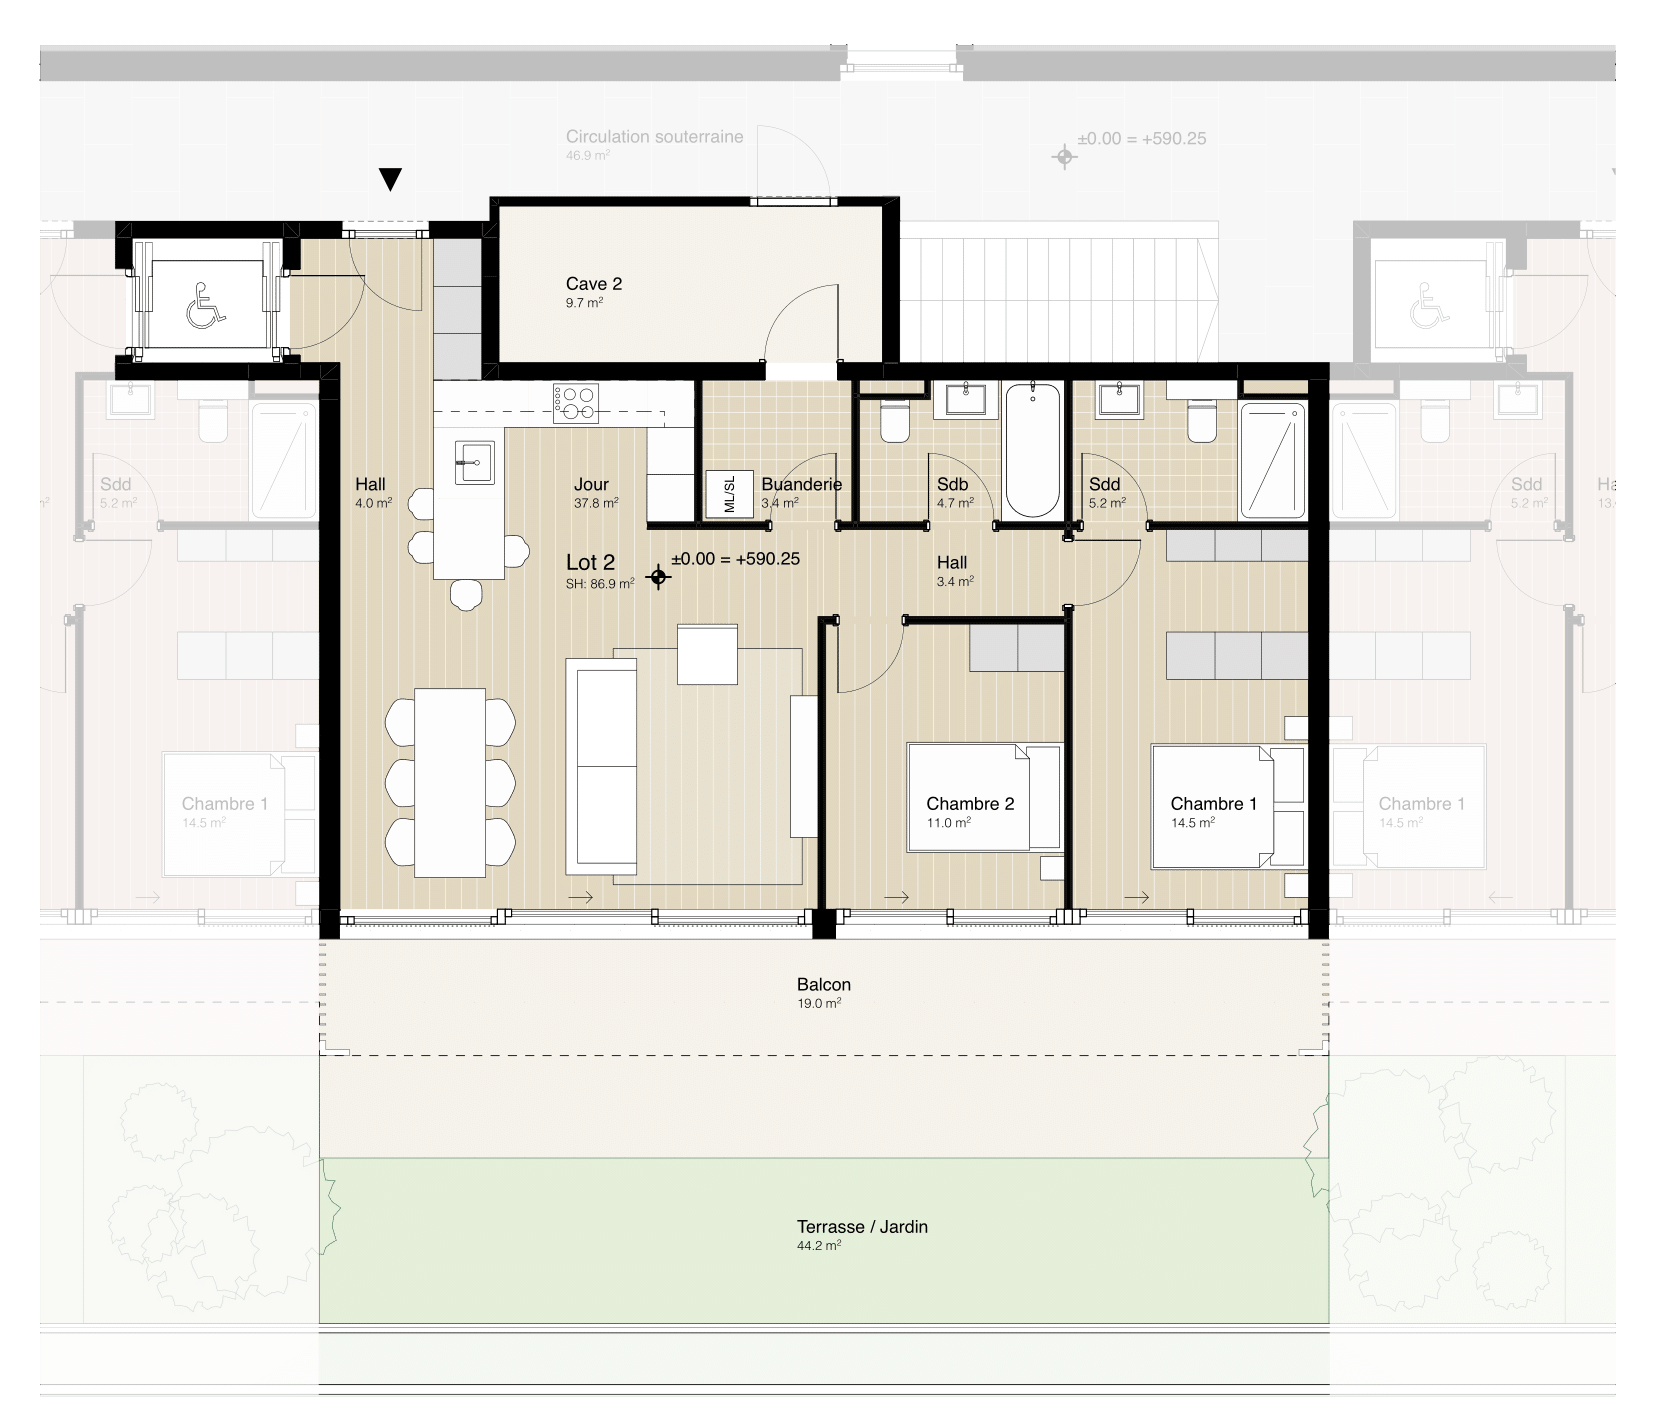 Circulation souterraine
46.9 m²
±0.00 = +590.25
Cave 2
9.7 m²
Sdd
5.2 m²
Hall
4.0 m²
Jour
37.8 m²
ML/SL
Buanderie
3.4 m²
Sdb
4.7 m²
Sdd
5.2 m²
Sdd
5.2 m²
Lot 2
SH: 86.9 m²
±0.00 = +590.25
Hall
3.4 m²
Chambre 1
14.5 m²
Chambre 2
11.0 m²
Chambre 1
14.5 m²
Chambre 1
14.5 m²
Balcon
19.0 m²
Terrasse / Jardin
44.2 m²